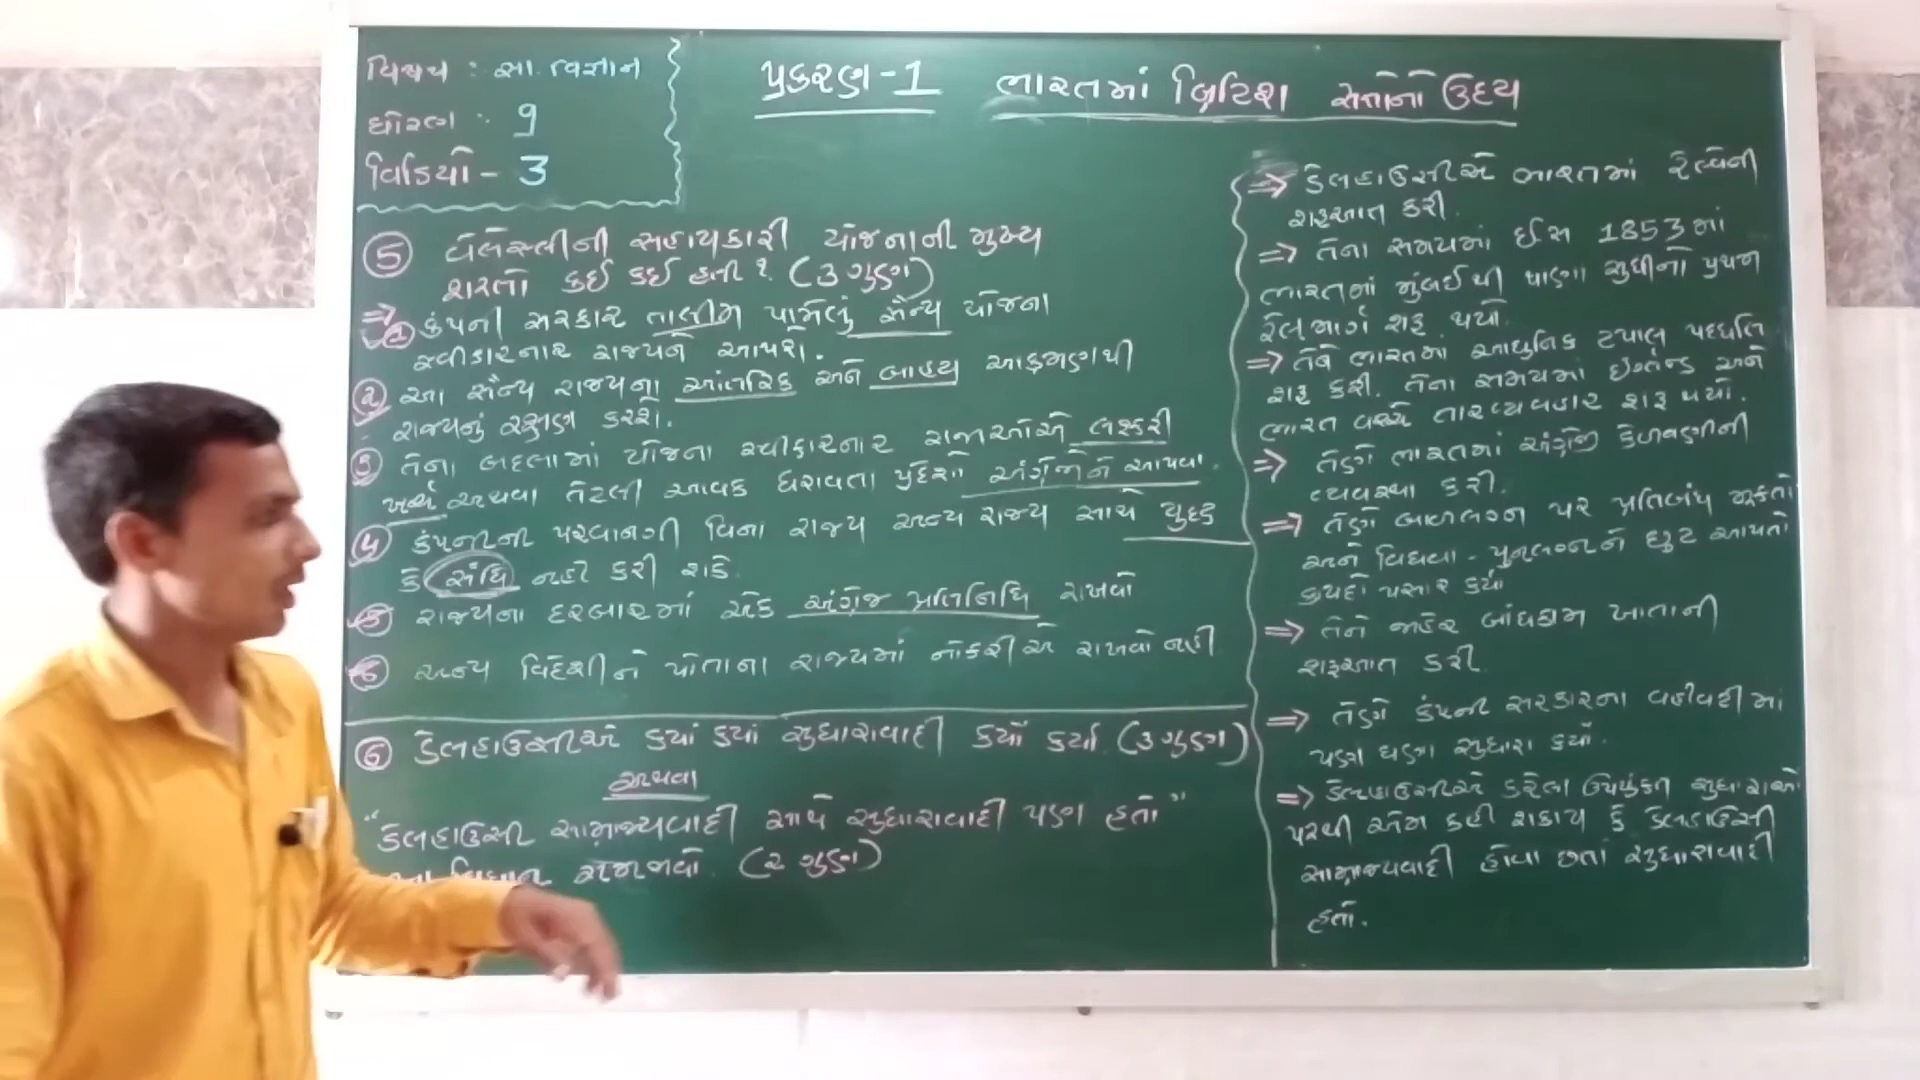 વિષય : સા. વિજ્ઞાન
ધોરણ : 9
વિડિયો - 3
પ્રકરણ - 1 ભારતમાં બ્રિટિશ સત્તાનો ઉદય
5 વેલેસ્લીની સહાયકારી યોજનાની મુખ્ય
શરતો કઈ કઈ હતી ? (3 ગુણ)
⇒ 1 કંપની સરકાર તાલીમ પામેલું સૈન્ય યોજના
સ્વીકારનાર રાજ્યને આપશે.
2 આ સૈન્ય રાજ્યના આંતરિક અને બાહ્ય આક્રમણથી
રાજ્યનું રક્ષણ કરશે.
3 તેના બદલામાં યોજના સ્વીકારનાર રાજાઓએ લશ્કરી
ખર્ચ અથવા તેટલી આવક ધરાવતા પ્રદેશો અંગ્રેજોને આપવા.
4 કંપનીની પરવાનગી વિના રાજ્ય અન્ય રાજ્ય સાથે યુદ્ધ
કે સંધિ નહી કરી શકે.
5 રાજ્યના દરબારમાં એક અંગ્રેજ પ્રતિનિધિ રાખવો
6 અન્ય વિદેશીને પોતાના રાજ્યમાં નોકરીએ રાખવો નહી
6 ડેલહાઉસીએ કયાં કયાં સુધારાવાદી કાર્યો કર્યા. (3 ગુણ)
અથવા
"ડેલહાઉસી સામ્રાજ્યવાદી સાથે સુધારાવાદી પણ હતો"
વિધાન સમજાવો. (2 ગુણ)
⇒ ડેલહાઉસીએ ભારતમાં રેલ્વેની
શરૂઆત કરી.
⇒ તેના સમયમાં ઈસ 1853માં
ભારતમાં મુંબઈથી થાણા સુધીનો પ્રથમ
રેલમાર્ગ શરૂ થયો.
⇒ તેણે ભારતમાં આધુનિક ટપાલ પધ્ધતિ
શરૂ કરી. તેના સમયમાં ઈંગ્લેન્ડ અને
ભારત વચ્ચે તારવ્યવહાર શરૂ થયો.
⇒ તેણે ભારતમાં અંગ્રેજી કેળવણીની
વ્યવસ્થા કરી.
⇒ તેણે બાળલગ્ન પર પ્રતિબંધ મૂકતો
અને વિધવા - પુનઃલગ્નને છૂટ આપતો
કાયદો પસાર કર્યો
⇒ તેને જાહેર બાંધકામ ખાતાની
શરૂઆત કરી
⇒ તેણે કંપની સરકારના વહીવટીમાં
પણ ઘણા સુધારા કર્યા.
⇒ ડેલહાઉસીએ કરેલા ઉપર્યુકત સુધારાઓ
પરથી એમ કહી શકાય કે ડેલહાઉસી
સામ્રાજ્યવાદી હોવા છતાં સુધારાવાદી
હતો.